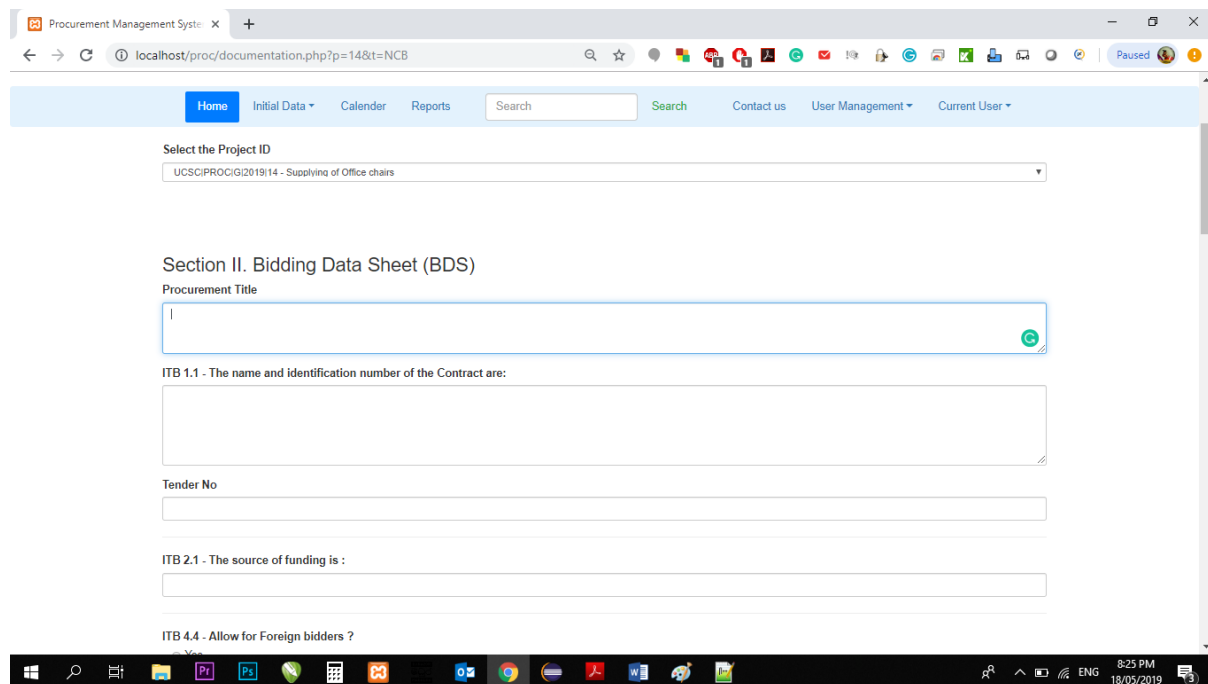 Procurement Management Syste
localhost/proc/documentation.php?p=14&t=NCB
Paused
Home Initial Data Calender Reports Search Search Contact us User Management Current User
Select the Project ID
UCSC|PROC|G|2019|14 - Supplying of Office chairs
Section II. Bidding Data Sheet (BDS)
Procurement Title
ITB 1.1 - The name and identification number of the Contract are:
Tender No
ITB 2.1 - The source of funding is :
ITB 4.4 - Allow for Foreign bidders ?
Yes
ENG
8:25 PM
18/05/2019